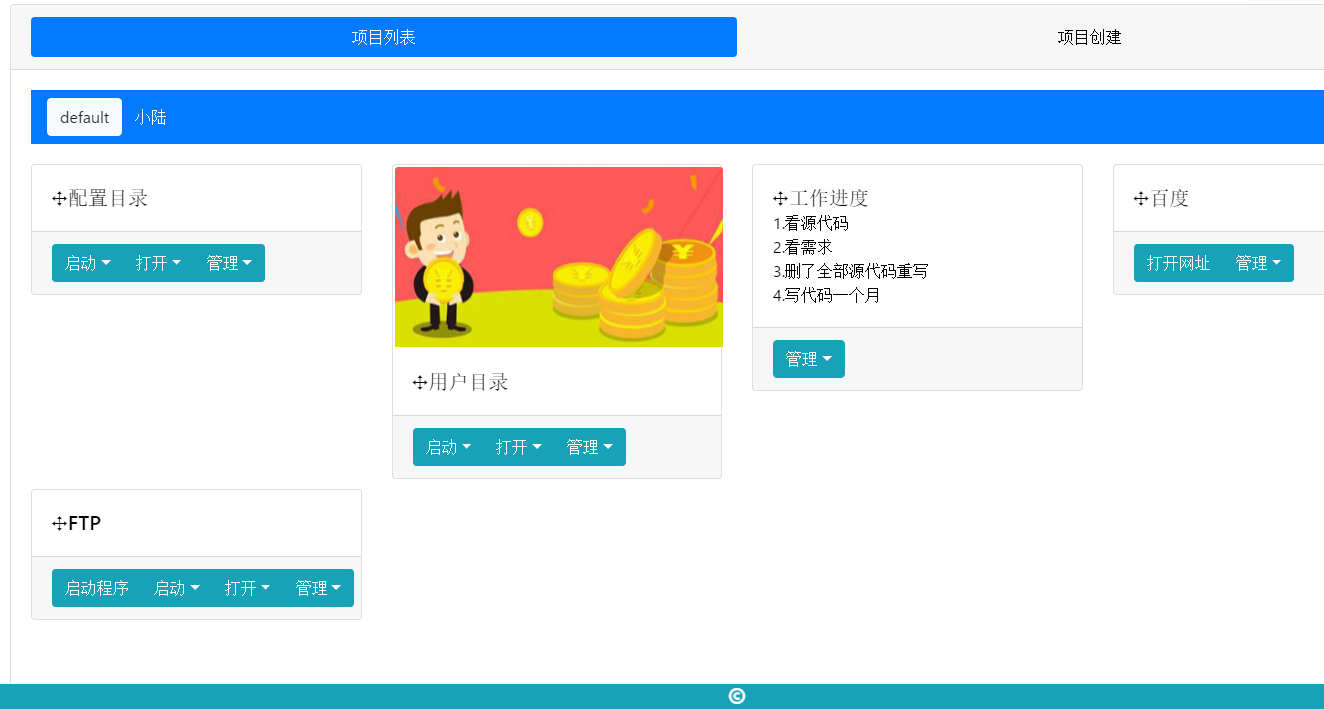 项目列表
项目创建
default 小陆
配置目录
启动 打开 管理
用户目录
启动 打开 管理
工作进度
1.看源代码
2.看需求
3.删了全部源代码重写
4.写代码一个月
管理
百度
打开网址 管理
FTP
启动程序 启动 打开 管理
©